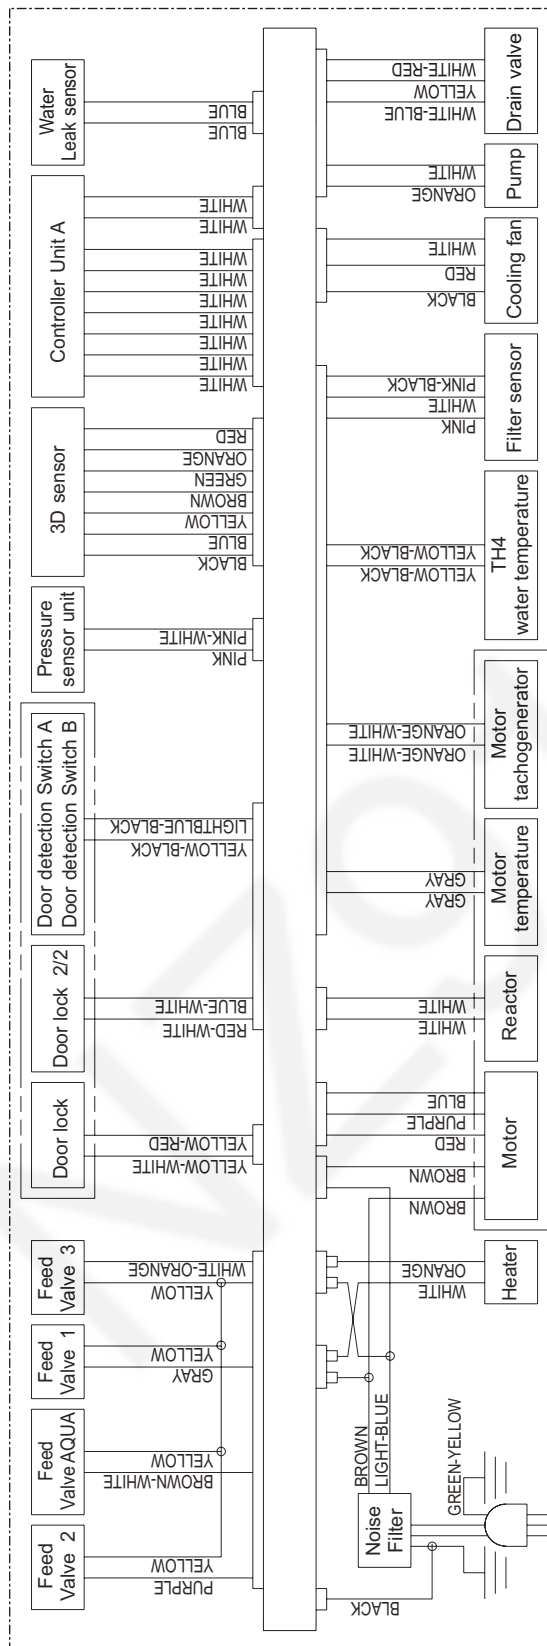 Water
Leak sensor
BLUE
BLUE
Controller Unit A
WHITE
WHITE
WHITE
WHITE
WHITE
WHITE
WHITE
WHITE
WHITE
3D sensor
RED
ORANGE
GREEN
BROWN
YELLOW
BLUE
BLACK
Pressure
sensor unit
PINK-WHITE
PINK
Door detection Switch A
Door detection Switch B
LIGHTBLUE-BLACK
YELLOW-BLACK
Door lock 2/2
BLUE-WHITE
RED-WHITE
Door lock
YELLOW-RED
YELLOW-WHITE
Feed
Valve 3
WHITE-ORANGE
YELLOW
Feed
Valve 1
YELLOW
GRAY
Feed
Valve AQUA
YELLOW
BROWN-WHITE
Feed
Valve 2
YELLOW
PURPLE
Drain valve
WHITE-RED
YELLOW
WHITE-BLUE
Pump
WHITE
ORANGE
Cooling fan
WHITE
RED
BLACK
Filter sensor
PINK-BLACK
WHITE
PINK
TH4
water temperature
YELLOW-BLACK
YELLOW-BLACK
Motor
tachogenerator
ORANGE-WHITE
ORANGE-WHITE
Motor
temperature
GRAY
GRAY
Reactor
WHITE
WHITE
Motor
BLUE
PURPLE
RED
BROWN
BROWN
Heater
ORANGE
WHITE
BROWN
LIGHT-BLUE
Noise
Filter
GREEN-YELLOW
BLACK